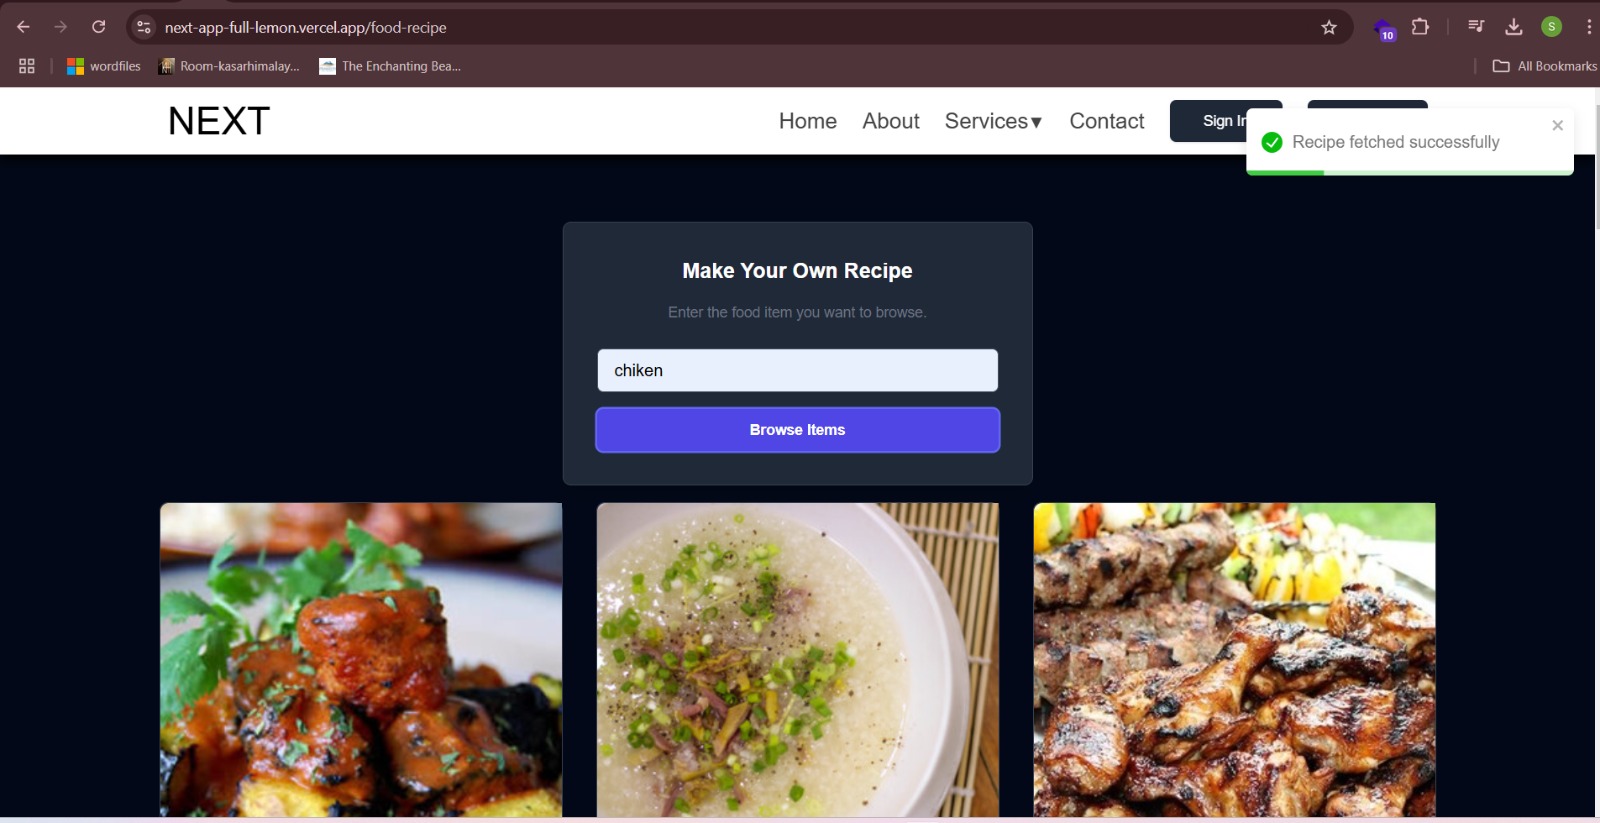 next-app-full-lemon.vercel.app/food-recipe
10
S
wordfiles
Room-kasarhimalay...
The Enchanting Bea...
All Bookmarks
NEXT
Home
About
Services▾
Contact
Sign In
Recipe fetched successfully
Make Your Own Recipe
Enter the food item you want to browse.
chiken
Browse Items